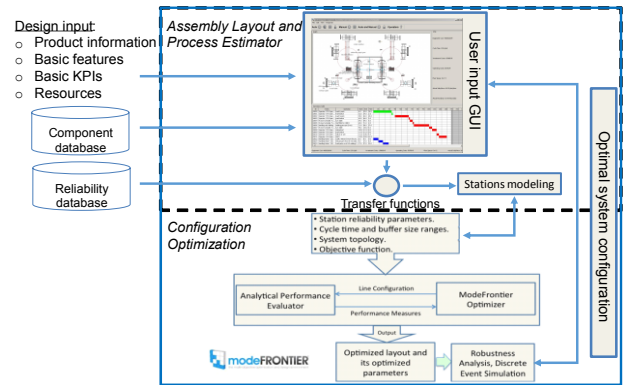 Design input:
o Product information
o Basic features
o Basic KPIs
o Resources
Component
database
Reliability
database
Assembly Layout and
Process Estimator
User input GUI
Transfer functions
Stations modeling
Optimal system configuration
Configuration
Optimization
• Station reliability parameters.
• Cycle time and buffer size ranges.
• System topology.
• Objective function.
Analytical Performance
Evaluator
Line Configuration
Performance Measures
ModeFrontier
Optimizer
Output
modeFRONTIER
Optimized layout and
its optimized
parameters
Robustness
Analysis, Discrete
Event Simulation